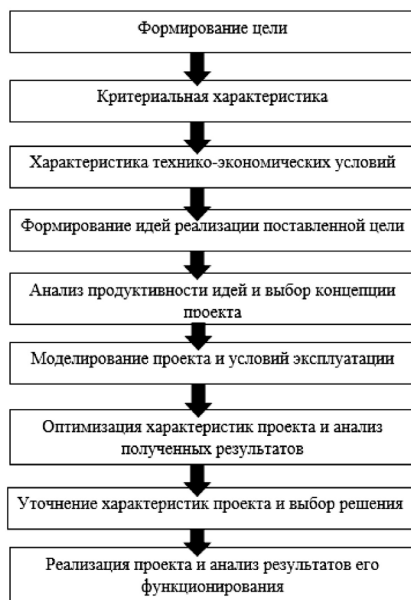 Формирование цели
Критериальная характеристика
Характеристика технико-экономических условий
Формирование идей реализации поставленной цели
Анализ продуктивности идей и выбор концепции
проекта
Моделирование проекта и условий эксплуатации
Оптимизация характеристик проекта и анализ
полученных результатов
Уточнение характеристик проекта и выбор решения
Реализация проекта и анализ результатов его
функционирования